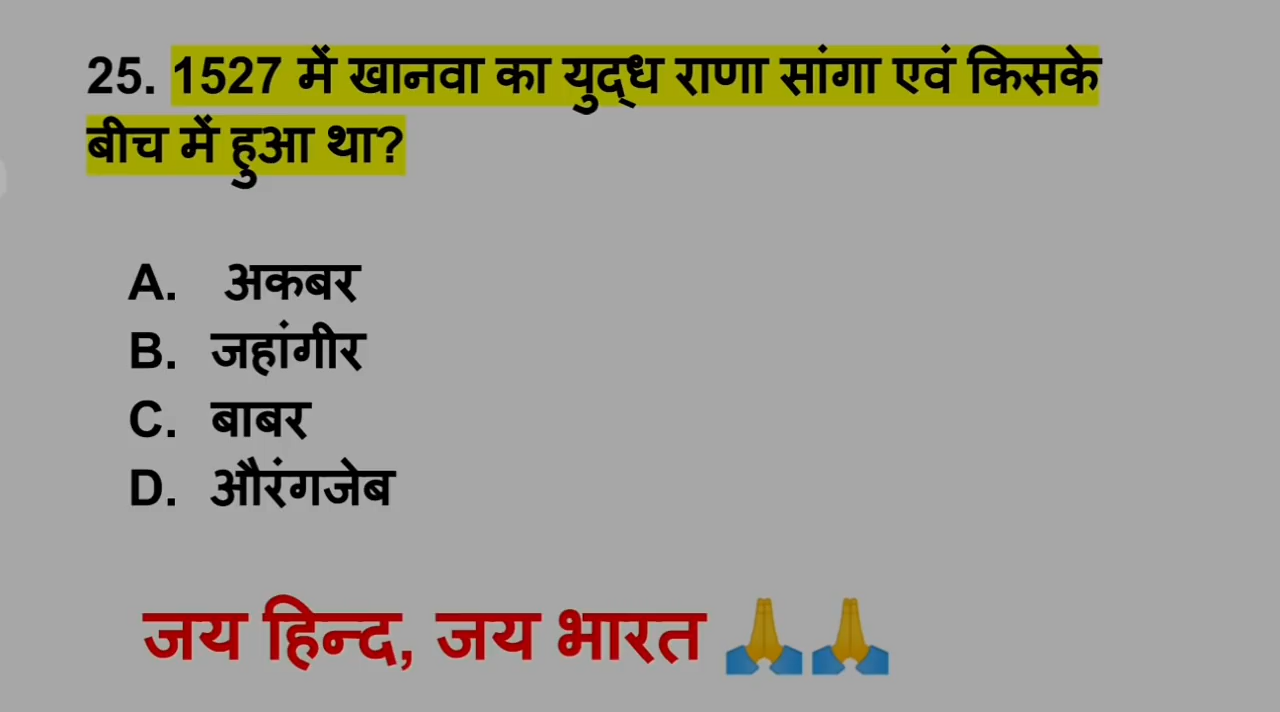 25. 1527 में खानवा का युद्ध राणा सांगा एवं किसके
बीच में हुआ था?
A. अकबर
B. जहांगीर
C. बाबर
D. औरंगजेब
जय हिन्द, जय भारत 🙏🙏